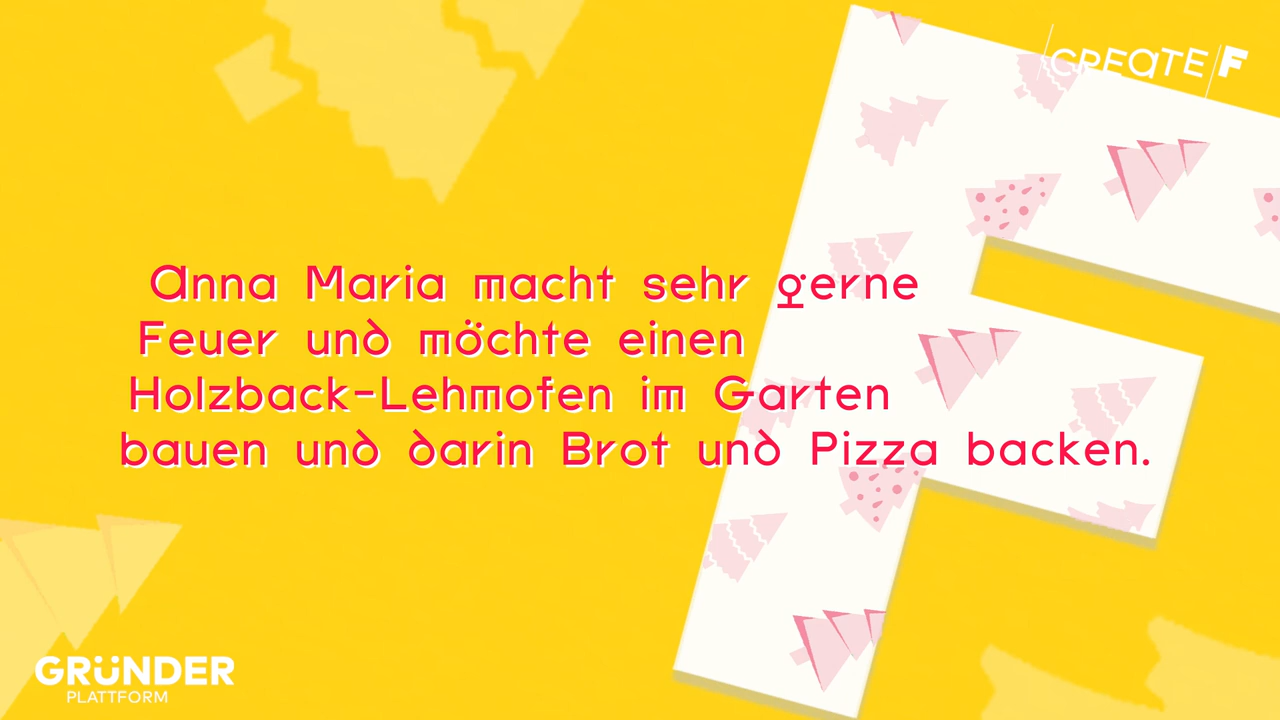 CREATE F
Anna Maria macht sehr gerne
Feuer und möchte einen
Holzback-Lehmofen im Garten
bauen und darin Brot und Pizza backen.
GRÜNDER
PLATTFORM